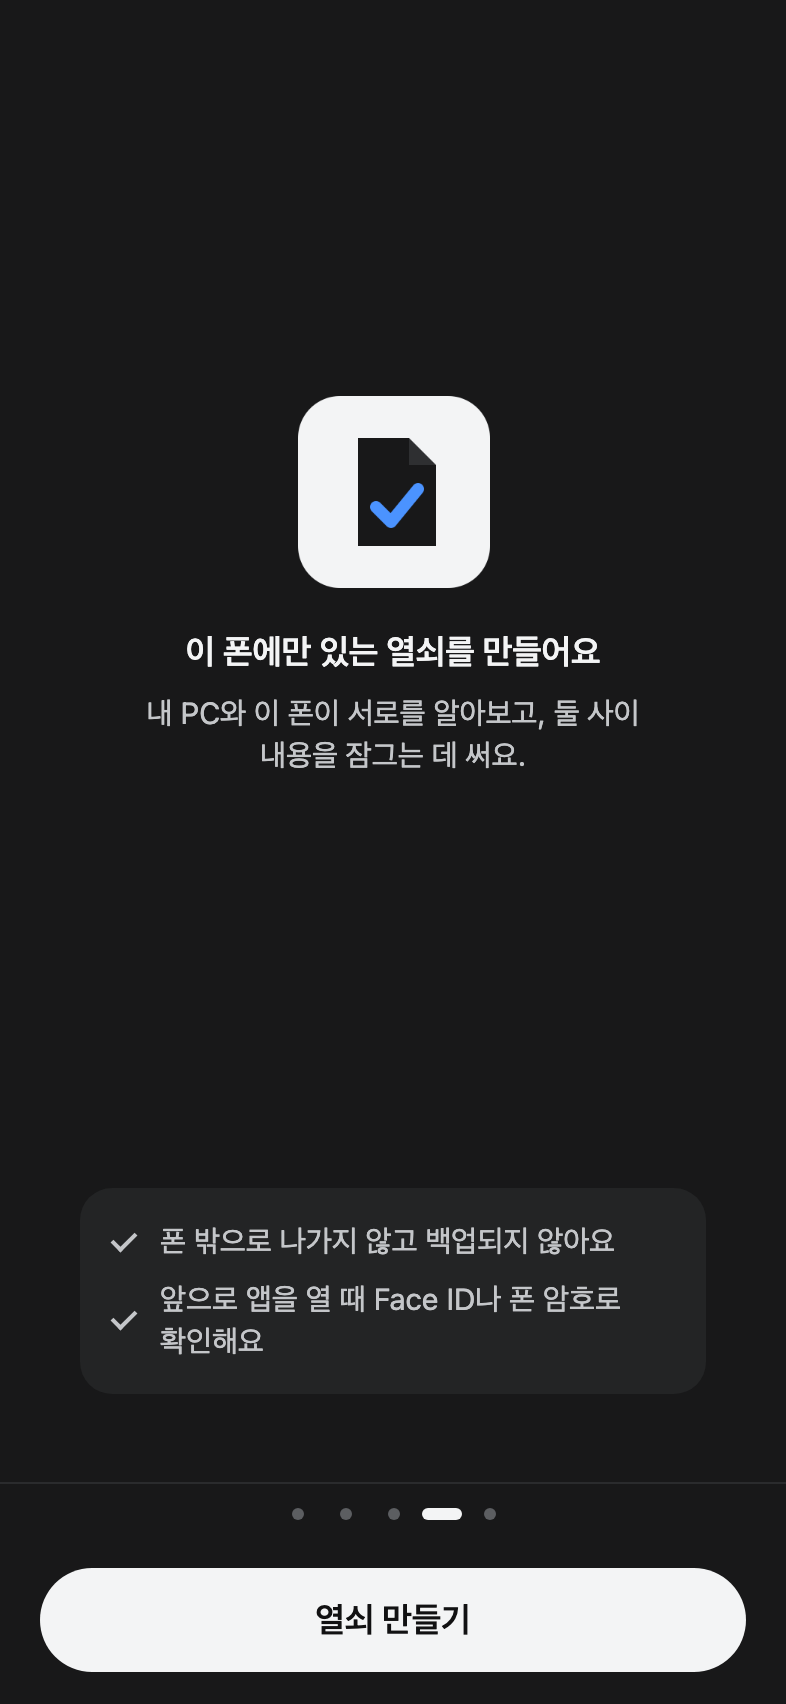 이 폰에만 있는 열쇠를 만들어요
내 PC와 이 폰이 서로를 알아보고, 둘 사이
내용을 잠그는 데 써요.
폰 밖으로 나가지 않고 백업되지 않아요
앞으로 앱을 열 때 Face ID나 폰 암호로
확인해요
열쇠 만들기